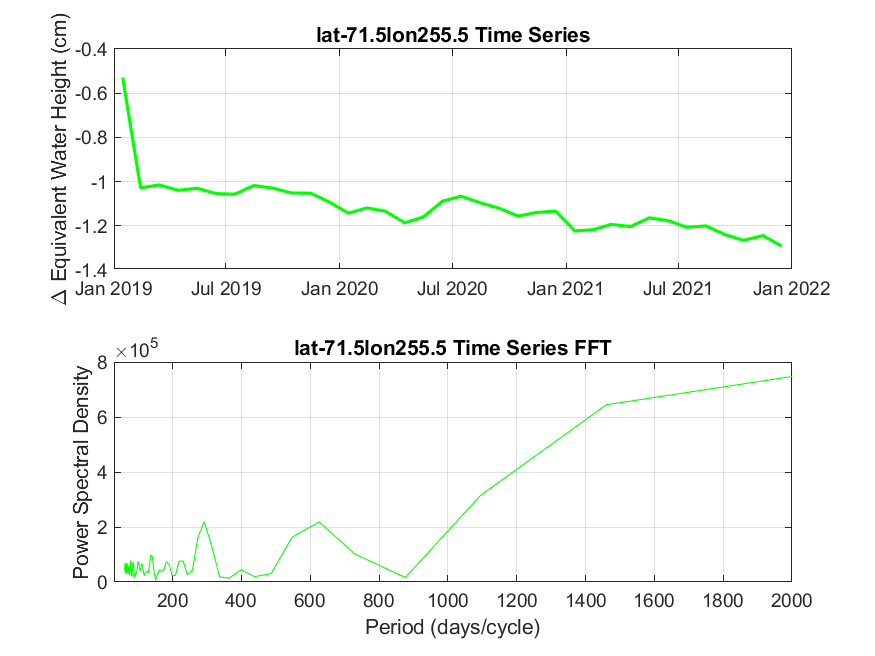 lat-71.5lon255.5 Time Series
Δ Equivalent Water Height (cm)
-0.4
-0.6
-0.8
-1
-1.2
-1.4
Jan 2019 Jul 2019 Jan 2020 Jul 2020 Jan 2021 Jul 2021 Jan 2022
lat-71.5lon255.5 Time Series FFT
×10⁵
Power Spectral Density
8
6
4
2
0
200 400 600 800 1000 1200 1400 1600 1800 2000
Period (days/cycle)